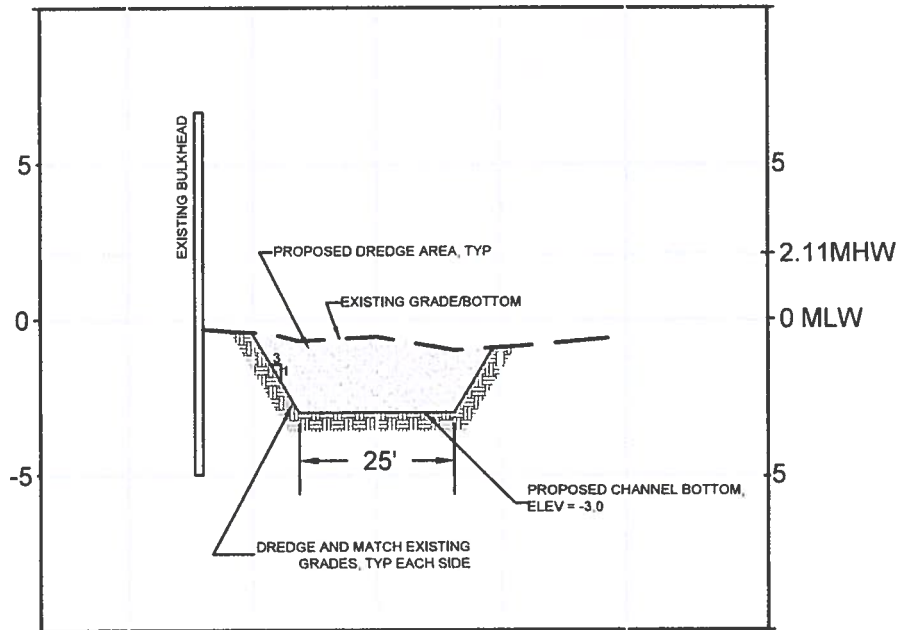 EXISTING BULKHEAD
5
5
2.11MHW
PROPOSED DREDGE AREA, TYP
EXISTING GRADE/BOTTOM
0
0 MLW
3
1
25'
-5
5
PROPOSED CHANNEL BOTTOM,
ELEV = -3.0
DREDGE AND MATCH EXISTING
GRADES, TYP EACH SIDE